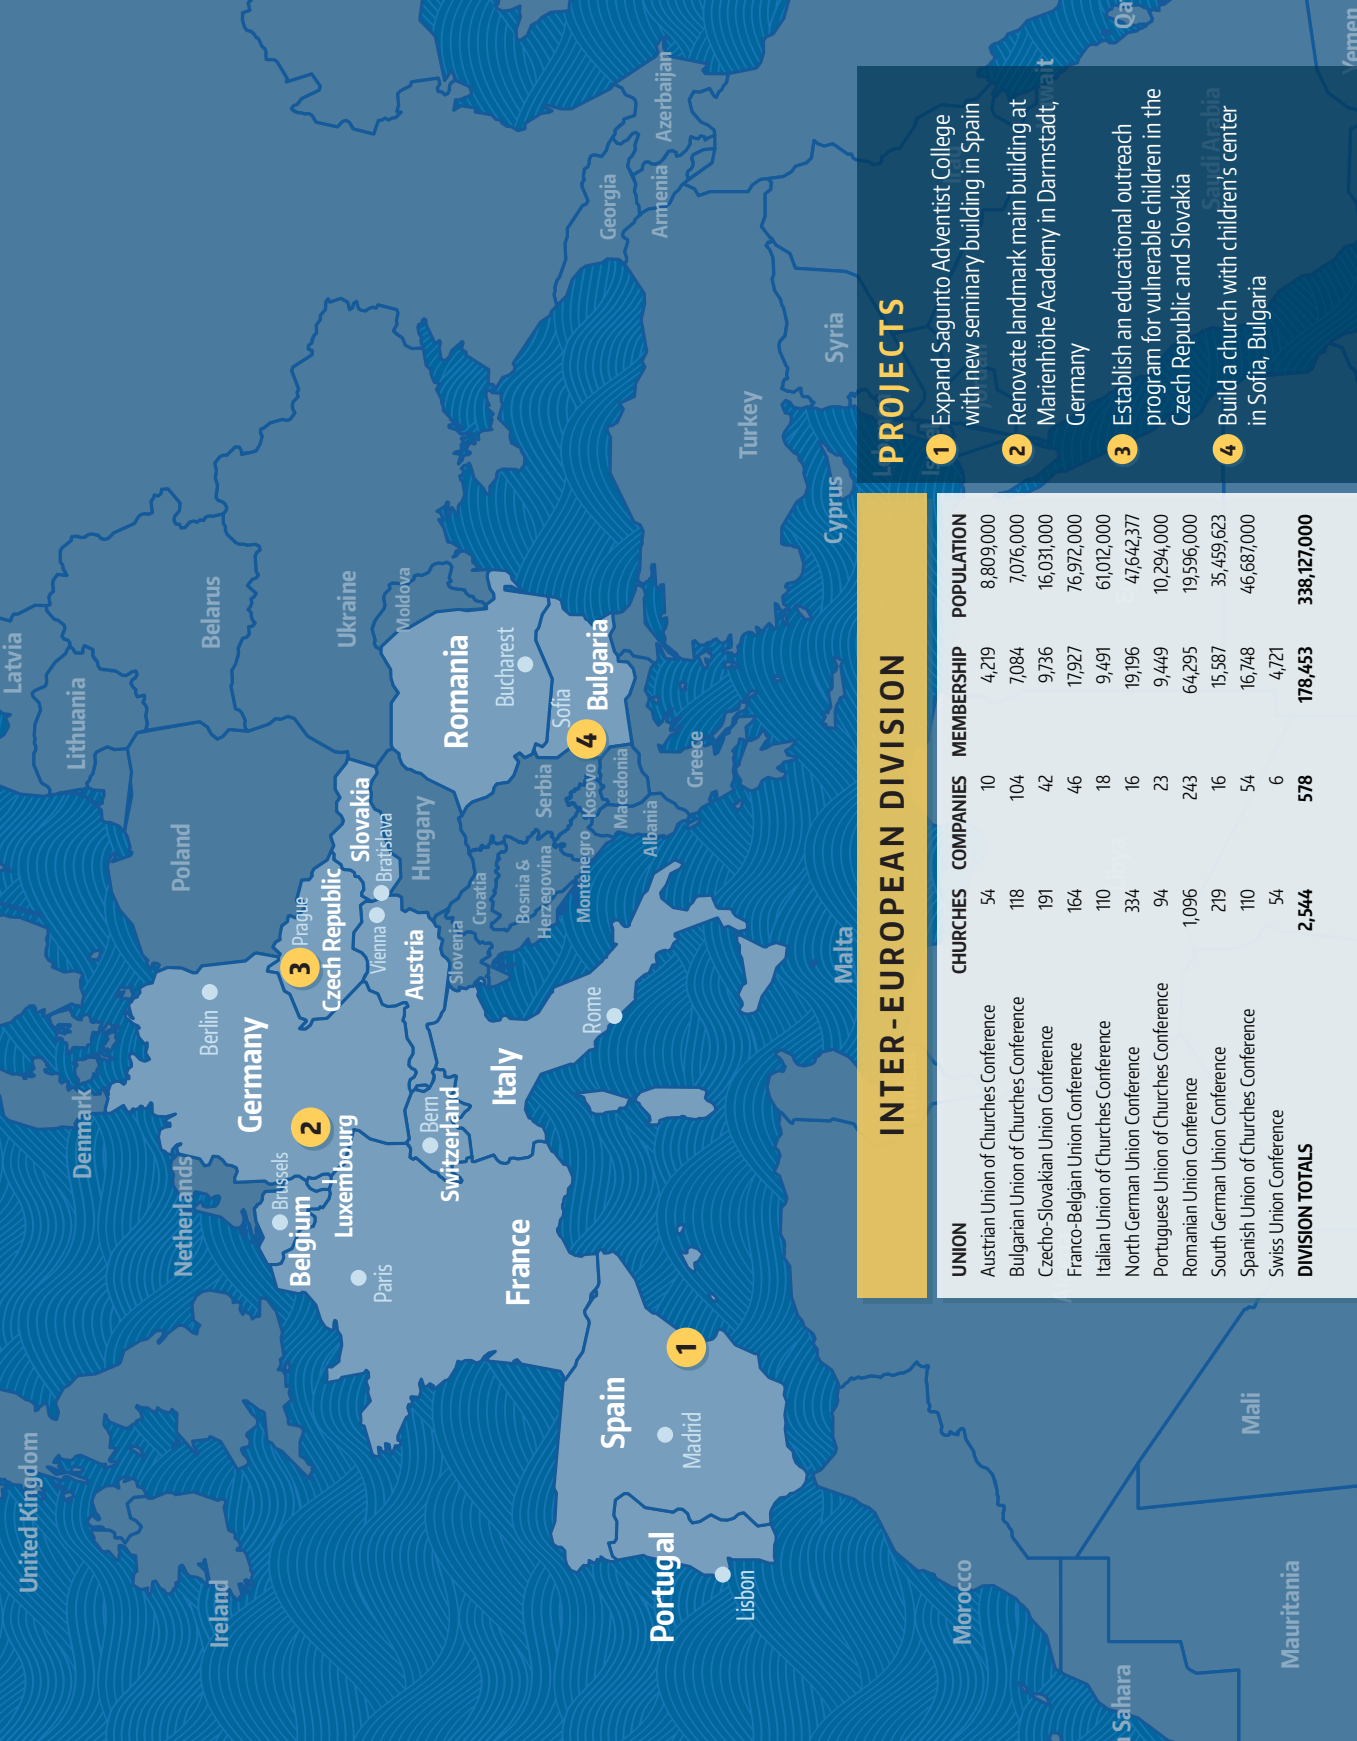 United Kingdom
Ireland
Denmark
Netherlands
Latvia
Lithuania
Belarus
Poland
Ukraine
Moldova
Berlin
Germany
Brussels
Belgium
Luxembourg
Prague
Czech Republic
Slovakia
Bratislava
Vienna
Austria
Hungary
Paris
France
Bern
Switzerland
Italy
Rome
Slovenia
Croatia
Bosnia &
Herzegovina
Montenegro
Serbia
Kosovo
Macedonia
Albania
Greece
Romania
Bucharest
Sofia
Bulgaria
Georgia
Armenia
Azerbaijan
Turkey
Syria
Cyprus
Malta
Portugal
Lisbon
Spain
Madrid
Morocco
Mali
Mauritania
Sahara
Saudi Arabia
Yemen
Qa
wait
1
2
3
4
INTER-EUROPEAN DIVISION
UNION CHURCHES COMPANIES MEMBERSHIP POPULATION
Austrian Union of Churches Conference 54 10 4,219 8,809,000
Bulgarian Union of Churches Conference 118 104 7,084 7,076,000
Czecho-Slovakian Union Conference 191 42 9,736 16,031,000
Franco-Belgian Union Conference 164 46 17,927 76,972,000
Italian Union of Churches Conference 110 18 9,491 61,012,000
North German Union Conference 334 16 19,196 47,642,377
Portuguese Union of Churches Conference 94 23 9,449 10,294,000
Romanian Union Conference 1,096 243 64,295 19,596,000
South German Union Conference 219 16 15,587 35,459,623
Spanish Union of Churches Conference 110 54 16,748 46,687,000
Swiss Union Conference 54 6 4,721
DIVISION TOTALS 2,544 578 178,453 338,127,000
PROJECTS
1 Expand Sagunto Adventist College
with new seminary building in Spain
2 Renovate landmark main building at
Marienhöhe Academy in Darmstadt,
Germany
3 Establish an educational outreach
program for vulnerable children in the
Czech Republic and Slovakia
4 Build a church with children's center
in Sofia, Bulgaria